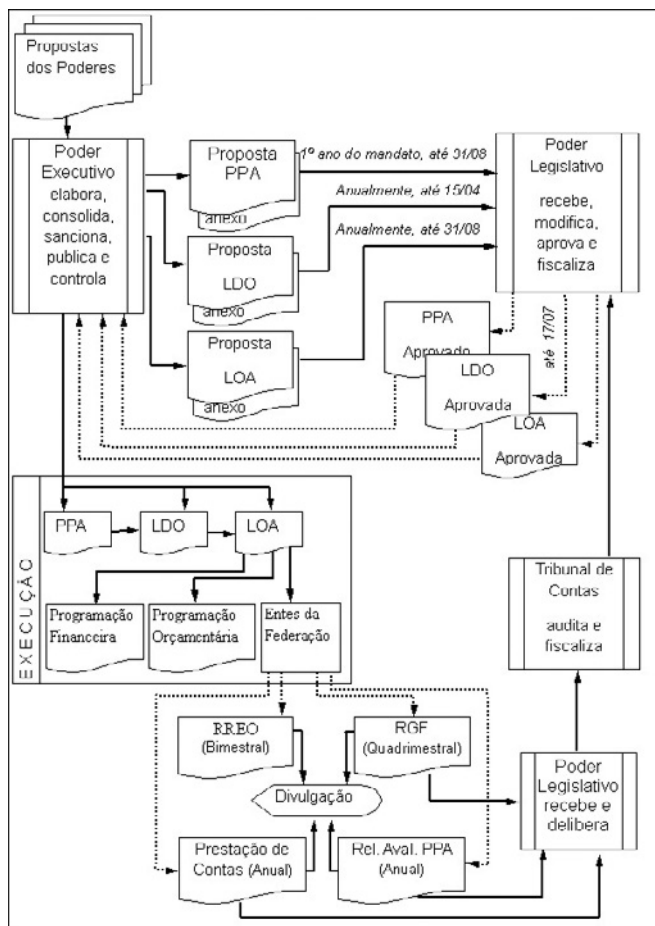 Propostas
dos Poderes
Poder
Executivo
elabora,
consolida,
sanciona,
publica e
controla
Proposta
PPA
anexo
1º ano do mandato, até 31/08
Proposta
LDO
anexo
Anualmente, até 15/04
Proposta
LOA
anexo
Anualmente, até 31/08
Poder
Legislativo
recebe,
modifica,
aprova e
fiscaliza
até 17/07
PPA
Aprovado
LDO
Aprovada
LOA
Aprovada
EXECUÇÃO
PPA
LDO
LOA
Programação
Financeira
Programação
Orçamentária
Entes da
Federação
Tribunal de
Contas
audita e
fiscaliza
RREO
(Bimestral)
RGF
(Quadrimestral)
Divulgação
Prestação de
Contas (Anual)
Rel. Aval. PPA
(Anual)
Poder
Legislativo
recebe e
delibera